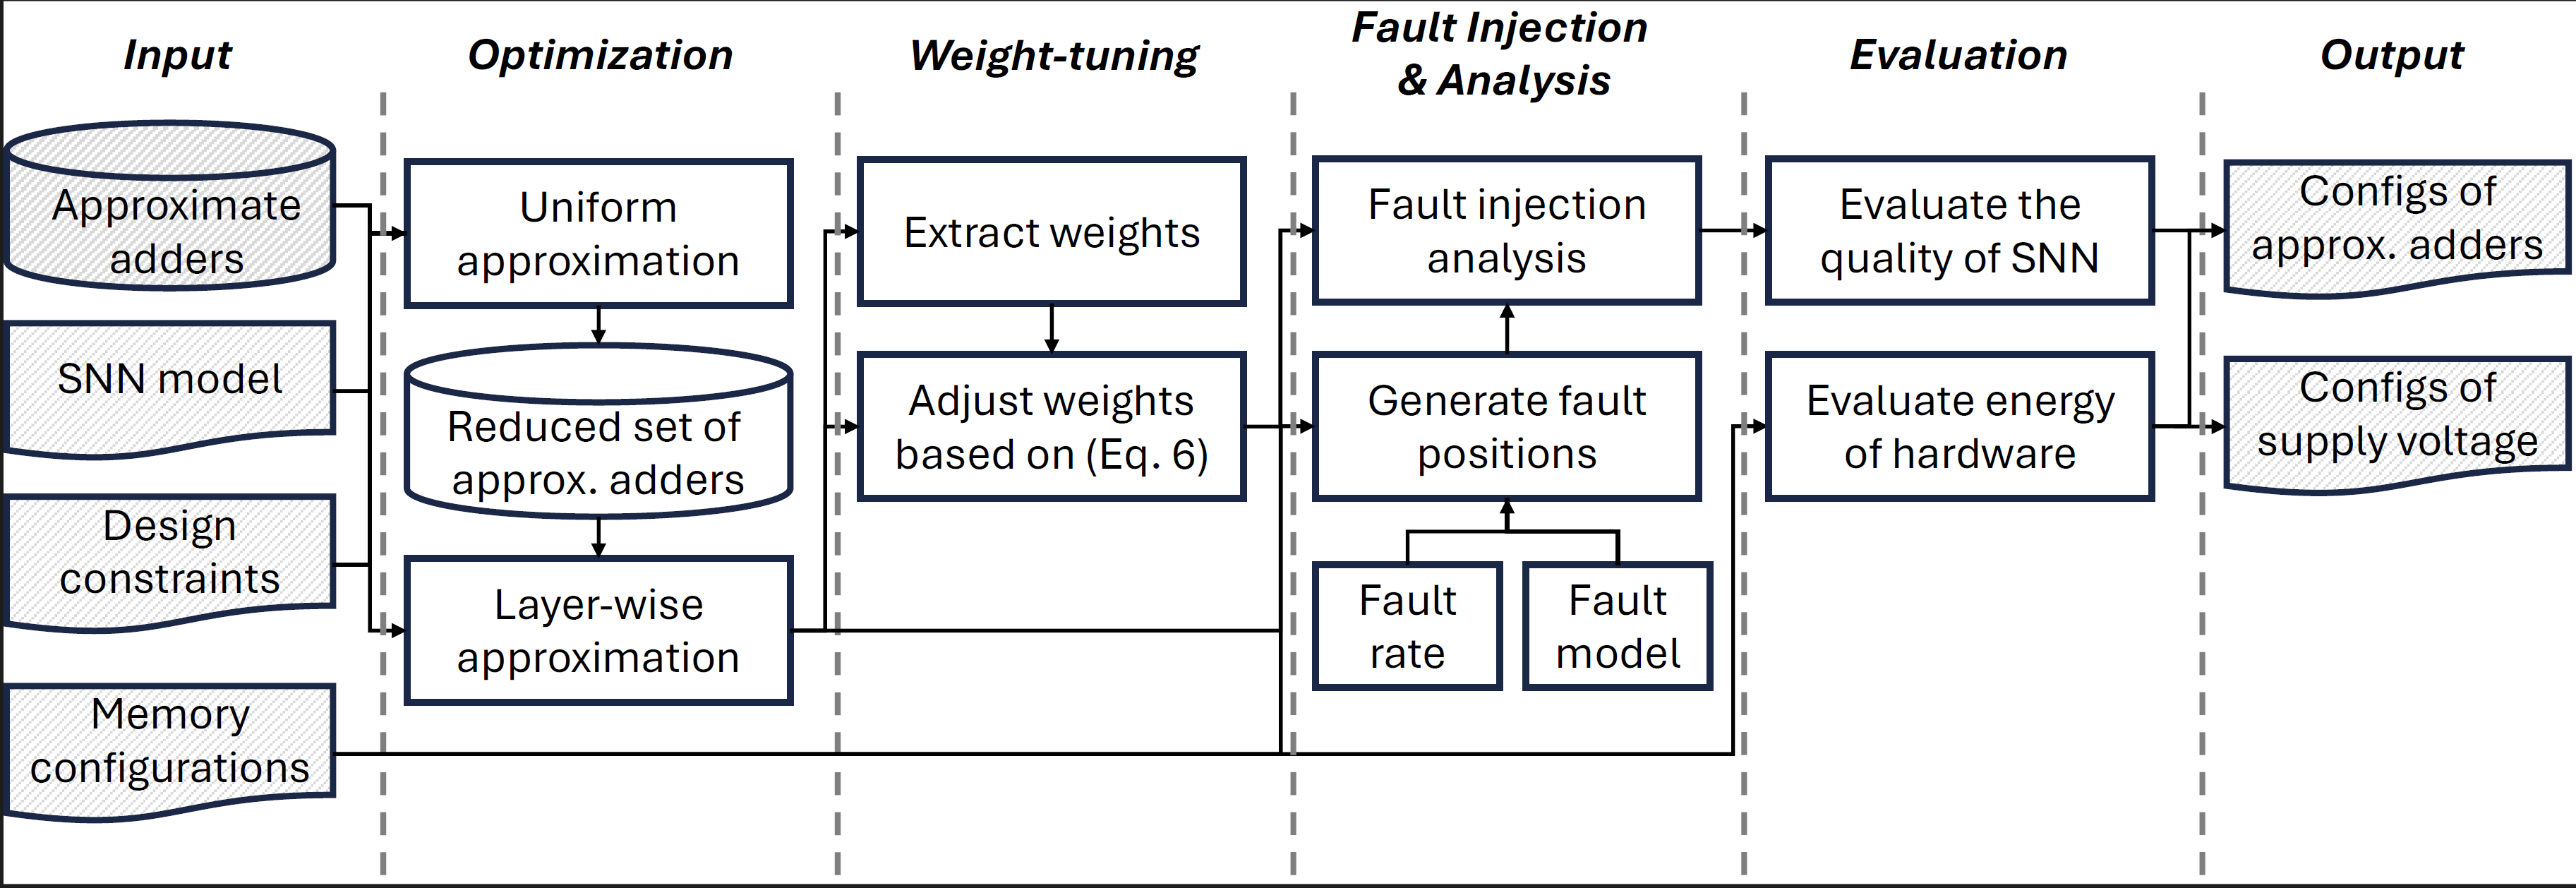 Input
Optimization
Weight-tuning
Fault Injection
& Analysis
Evaluation
Output
Approximate
adders
SNN model
Design
constraints
Memory
configurations
Uniform
approximation
Reduced set of
approx. adders
Layer-wise
approximation
Extract weights
Adjust weights
based on (Eq. 6)
Fault injection
analysis
Generate fault
positions
Fault
rate
Fault
model
Evaluate the
quality of SNN
Evaluate energy
of hardware
Configs of
approx. adders
Configs of
supply voltage